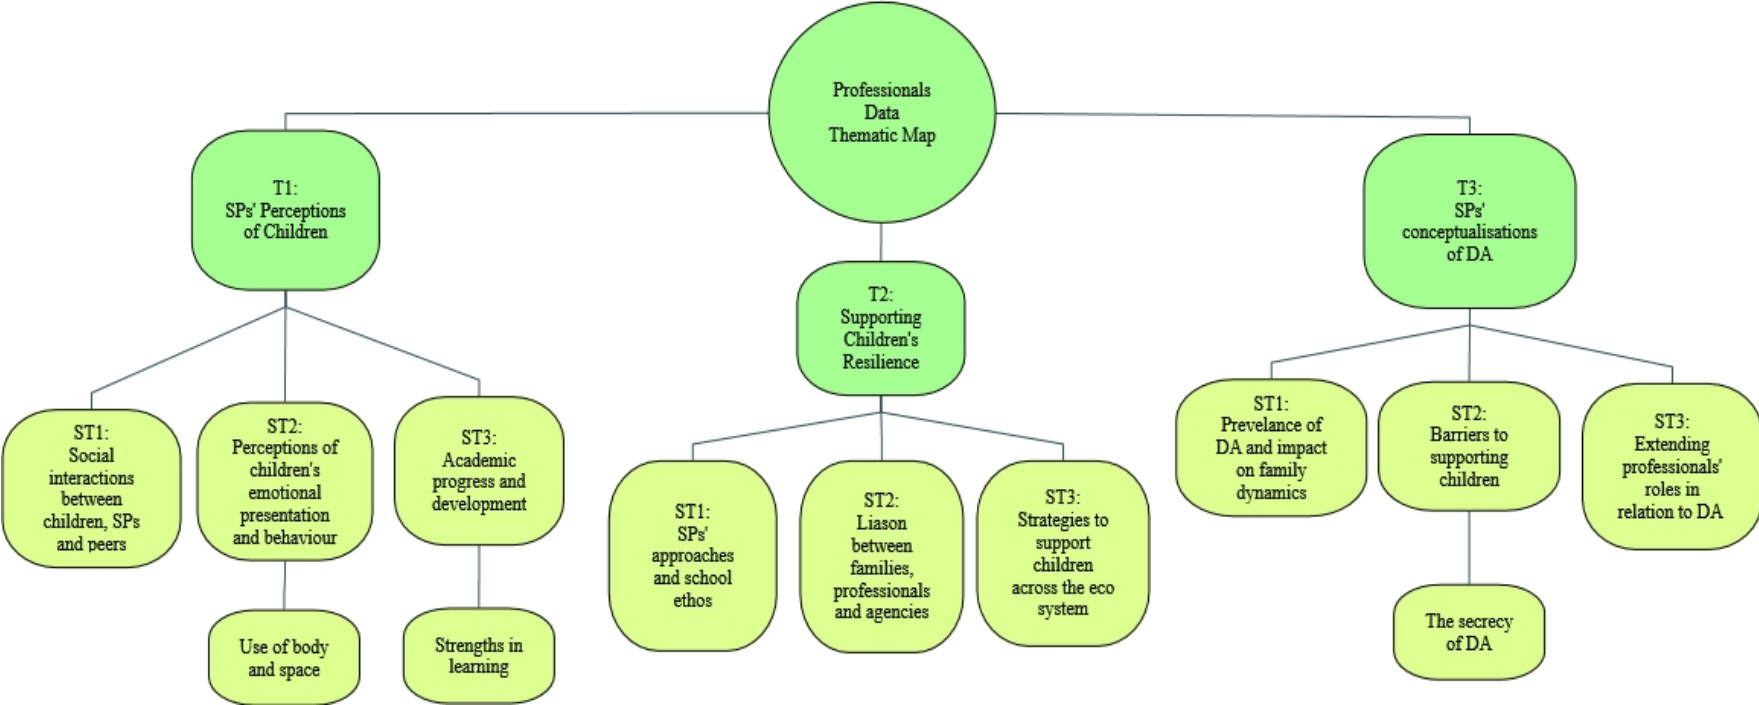 Professionals
Data
Thematic Map
T1:
SPs' Perceptions
of Children
T2:
Supporting
Children's
Resilience
T3:
SPs'
conceptualisations
of DA
ST1:
Social
interactions
between
children, SPs
and peers
ST2:
Perceptions of
children's
emotional
presentation
and behaviour
ST3:
Academic
progress and
development
Use of body
and space
Strengths in
learning
ST1:
SPs'
approaches
and school
ethos
ST2:
Liason
between
families,
professionals
and agencies
ST3:
Strategies to
support
children
across the eco
system
ST1:
Prevelance of
DA and impact
on family
dynamics
ST2:
Barriers to
supporting
children
ST3:
Extending
professionals'
roles in
relation to DA
The secrecy
of DA